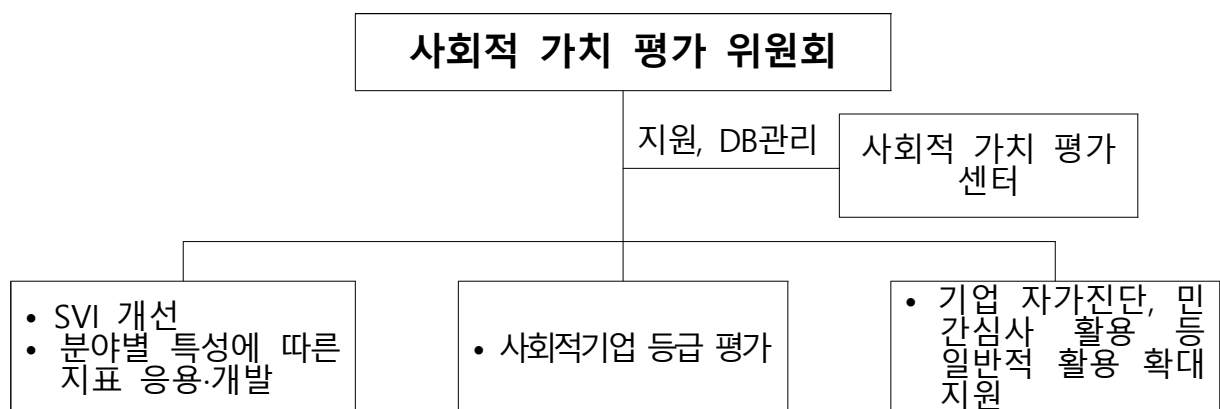 사회적 가치 평가 위원회
지원, DB관리
사회적 가치 평가
센터
• SVI 개선
• 분야별 특성에 따른
지표 응용·개발
• 사회적기업 등급 평가
• 기업 자가진단, 민
간심사 활용 등
일반적 활용 확대
지원